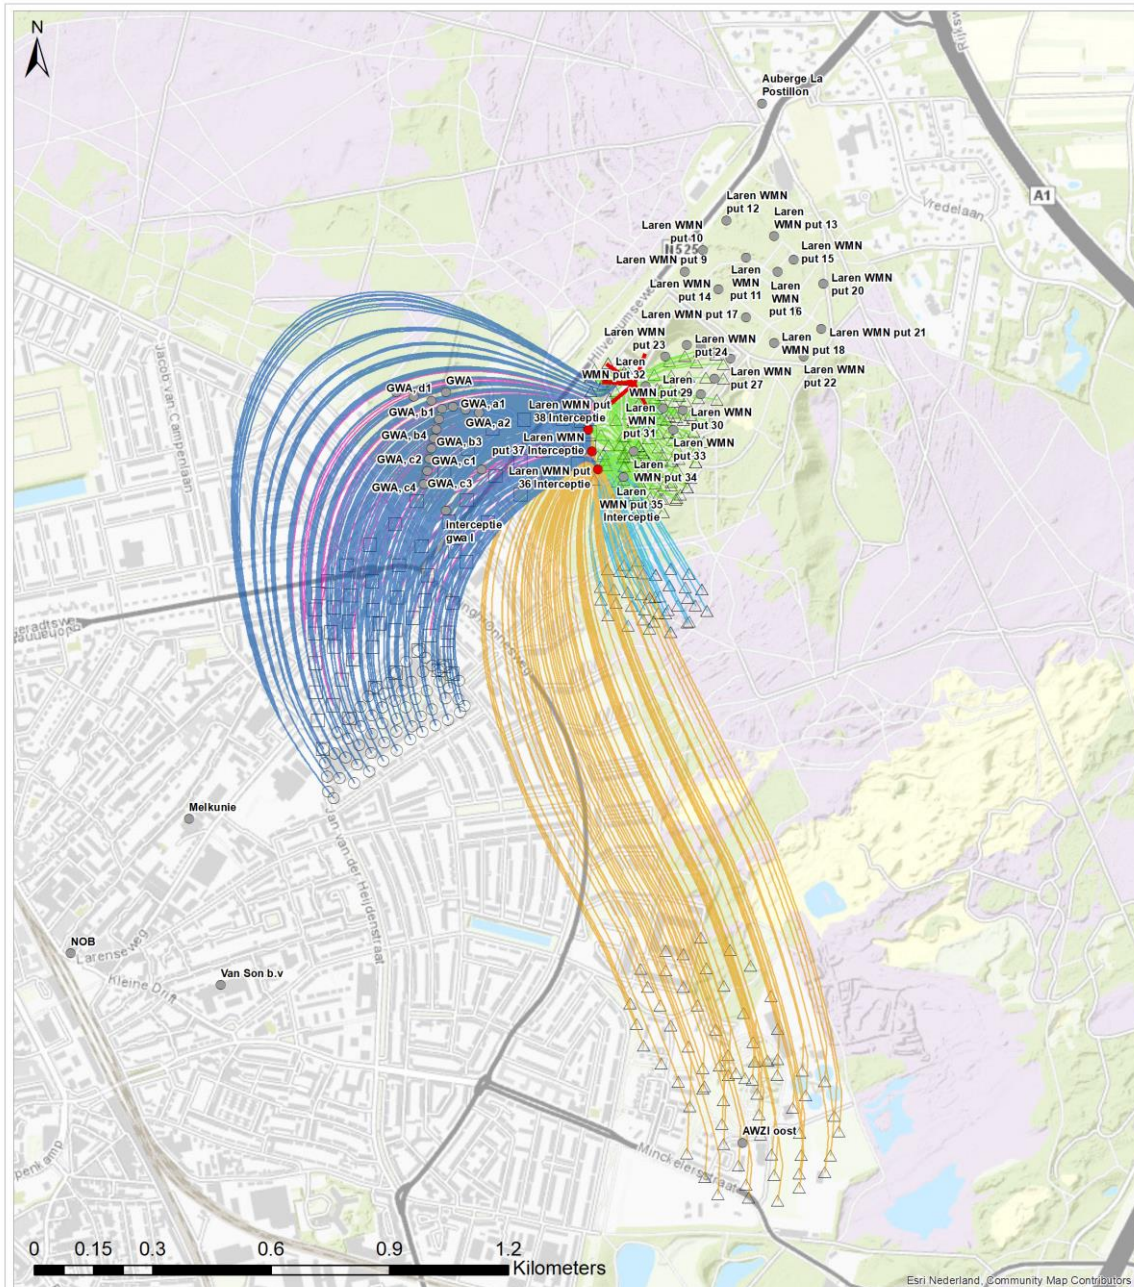 N
Auberge La
Postillon
A1
Vredelaan
Laren WMN
put 12
Laren
WMN put 13
Laren WMN
put 10
N525
Laren WMN
put 15
Laren WMN put 9
Laren WMN
put 14
Laren
WMN
put 11
Laren
WMN
put 16
Laren WMN
put 20
Laren WMN put 17
Laren WMN put 21
Laren WMN
put 23
Laren WMN
put 24
Laren
WMN put 18
Laren WMN
put 22
Laren
WMN put 32
Laren WMN
put 27
Laren
WMN put 29
Jacob van Campenlaan
GWA, d1
GWA
GWA, a1
GWA, b1
GWA, a2
GWA, b4
GWA, b3
GWA, c2
GWA, c1
GWA, c4
GWA, c3
Laren WMN put
38 Interceptie
Laren WMN
put 37 Interceptie
Laren WMN put
36 Interceptie
Laren
WMN
put 31
Laren WMN
put 30
Laren WMN
put 33
Laren
WMN put 34
Laren
WMN put 35
Interceptie
Interceptie
gwa I
Melkunie
Jan van der Heijdenstraat
NOB
Larenseweg
Kleine Drift
Van Son b.v
AWZI oost
Minckelersstraat
0 0.15 0.3 0.6 0.9 1.2
Kilometers
Esri Nederland, Community Map Contributors